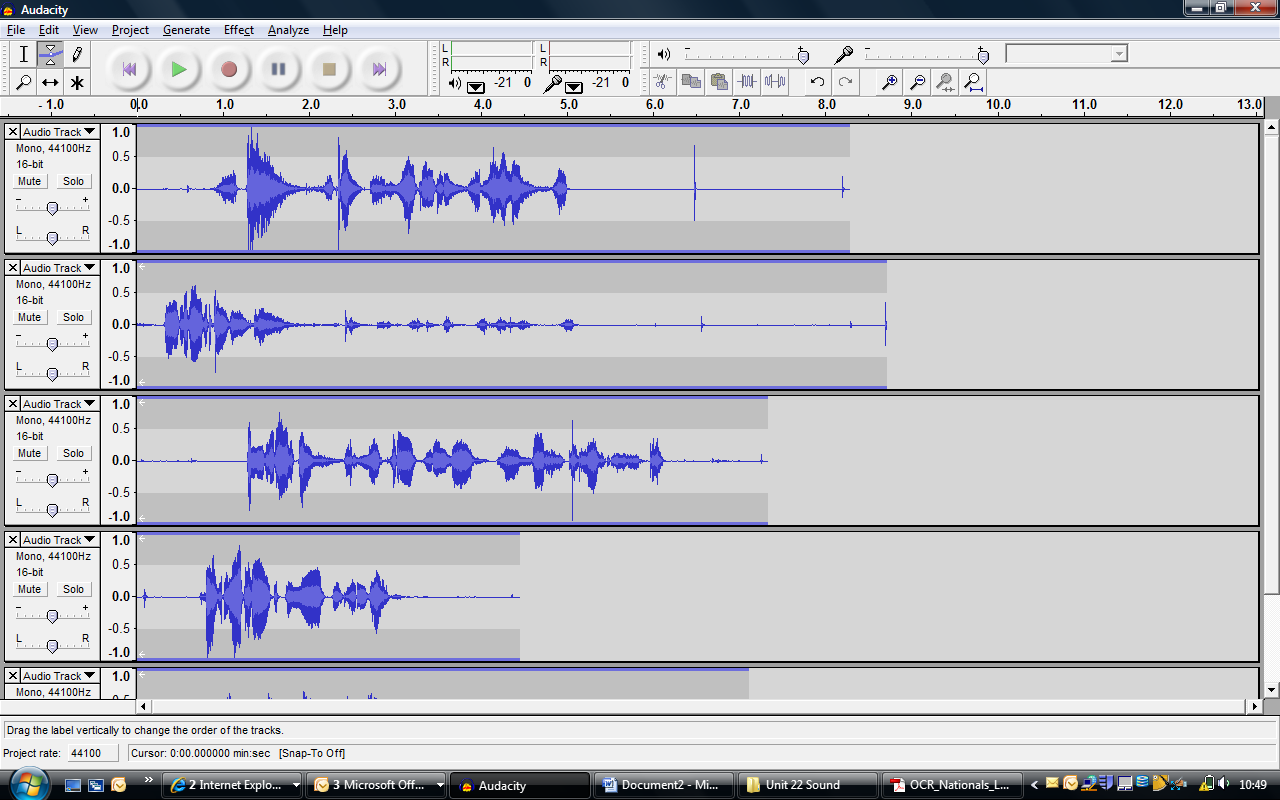 Audacity
File Edit View Project Generate Effect Analyze Help
L L
R R
-21 0 -21 0
- + - +
- 1.0 0.0 1.0 2.0 3.0 4.0 5.0 6.0 7.0 8.0 9.0 10.0 11.0 12.0 13.0
Audio Track
Mono, 44100Hz
16-bit
Mute Solo
- +
L R
1.0
0.5
0.0
-0.5
-1.0
Audio Track
Mono, 44100Hz
16-bit
Mute Solo
- +
L R
1.0
0.5
0.0
-0.5
-1.0
Audio Track
Mono, 44100Hz
16-bit
Mute Solo
- +
L R
1.0
0.5
0.0
-0.5
-1.0
Audio Track
Mono, 44100Hz
16-bit
Mute Solo
- +
L R
1.0
0.5
0.0
-0.5
-1.0
Audio Track
Mono, 44100Hz
1.0
0.5
Drag the label vertically to change the order of the tracks.
Project rate: 44100 Cursor: 0:00.000000 min:sec [Snap-To Off]
2 Internet Explo... 3 Microsoft Off... Audacity Document2 - Mi... Unit 22 Sound OCR_Nationals_L... 10:49